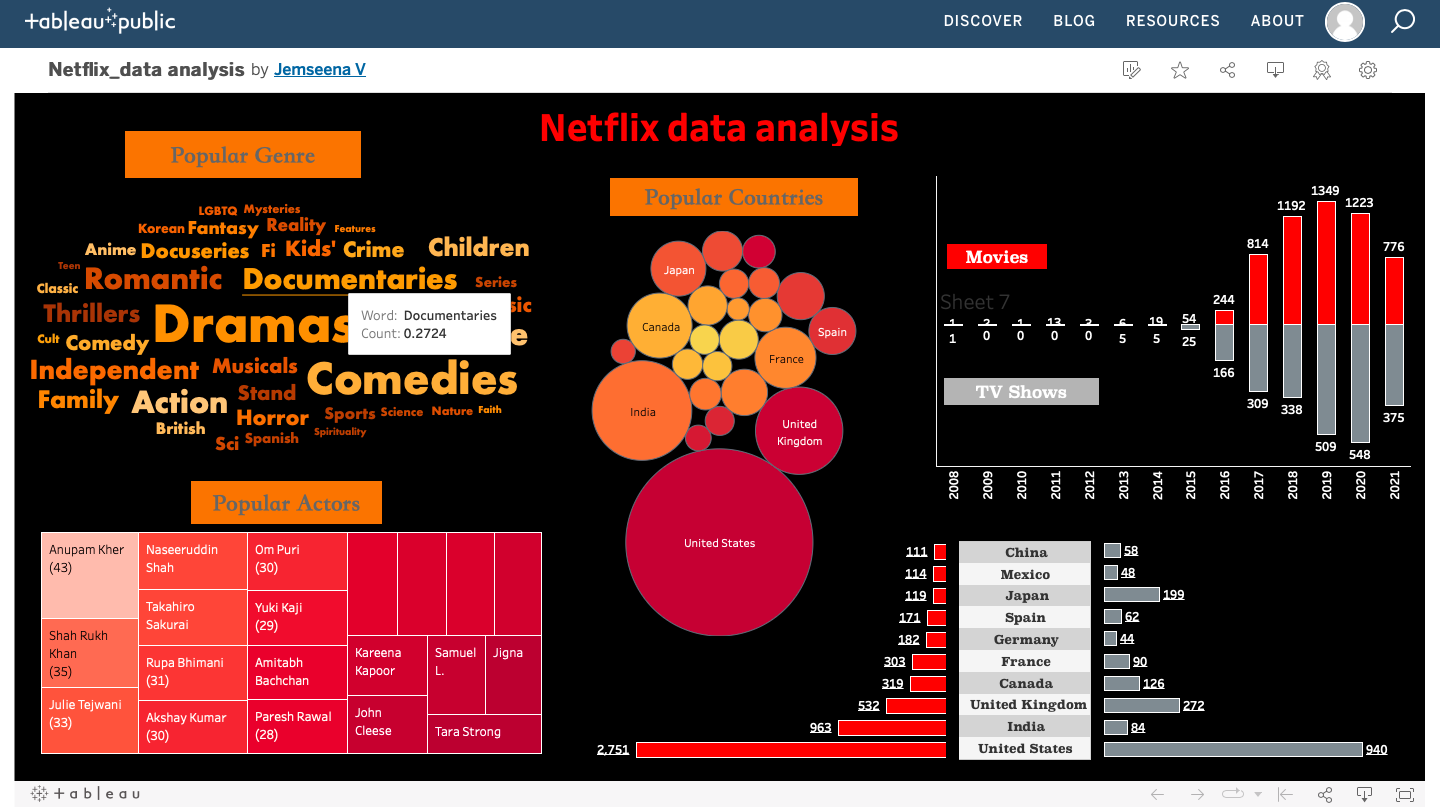 tableau public
DISCOVER BLOG RESOURCES ABOUT
Netflix_data analysis by Jemseena V
Netflix data analysis
Popular Genre
LGBTQ Mysteries
Korean Fantasy Reality Features
Anime Docuseries Fi Kids' Crime Children
Teen Romantic Documentaries Series
Classic
Thrillers Dramas sic
Cult Comedy e
Word: Documentaries
Count: 0.2724
Independent Musicals Comedies
Family Action Stand
British Horror Sports Science Nature Faith
Sci Spanish Spirituality
Popular Countries
Japan
Canada
Spain
France
India
United
Kingdom
United States
Movies
Sheet 7
TV Shows
1 2 1 13 3 6 19 54 244 814 1192 1349 1223 776
1 0 0 0 0 5 5 25 166 309 338 509 548 375
2008 2009 2010 2011 2012 2013 2014 2015 2016 2017 2018 2019 2020 2021
Popular Actors
Anupam Kher
(43)
Shah Rukh
Khan
(35)
Julie Tejwani
(33)
Naseeruddin
Shah
Takahiro
Sakurai
Rupa Bhimani
(31)
Akshay Kumar
(30)
Om Puri
(30)
Yuki Kaji
(29)
Amitabh
Bachchan
Paresh Rawal
(28)
Kareena
Kapoor
John
Cleese
Samuel
L.
Jigna
Tara Strong
111 China 58
114 Mexico 48
119 Japan 199
171 Spain 62
182 Germany 44
303 France 90
319 Canada 126
532 United Kingdom 272
963 India 84
2,751 United States 940
tableau